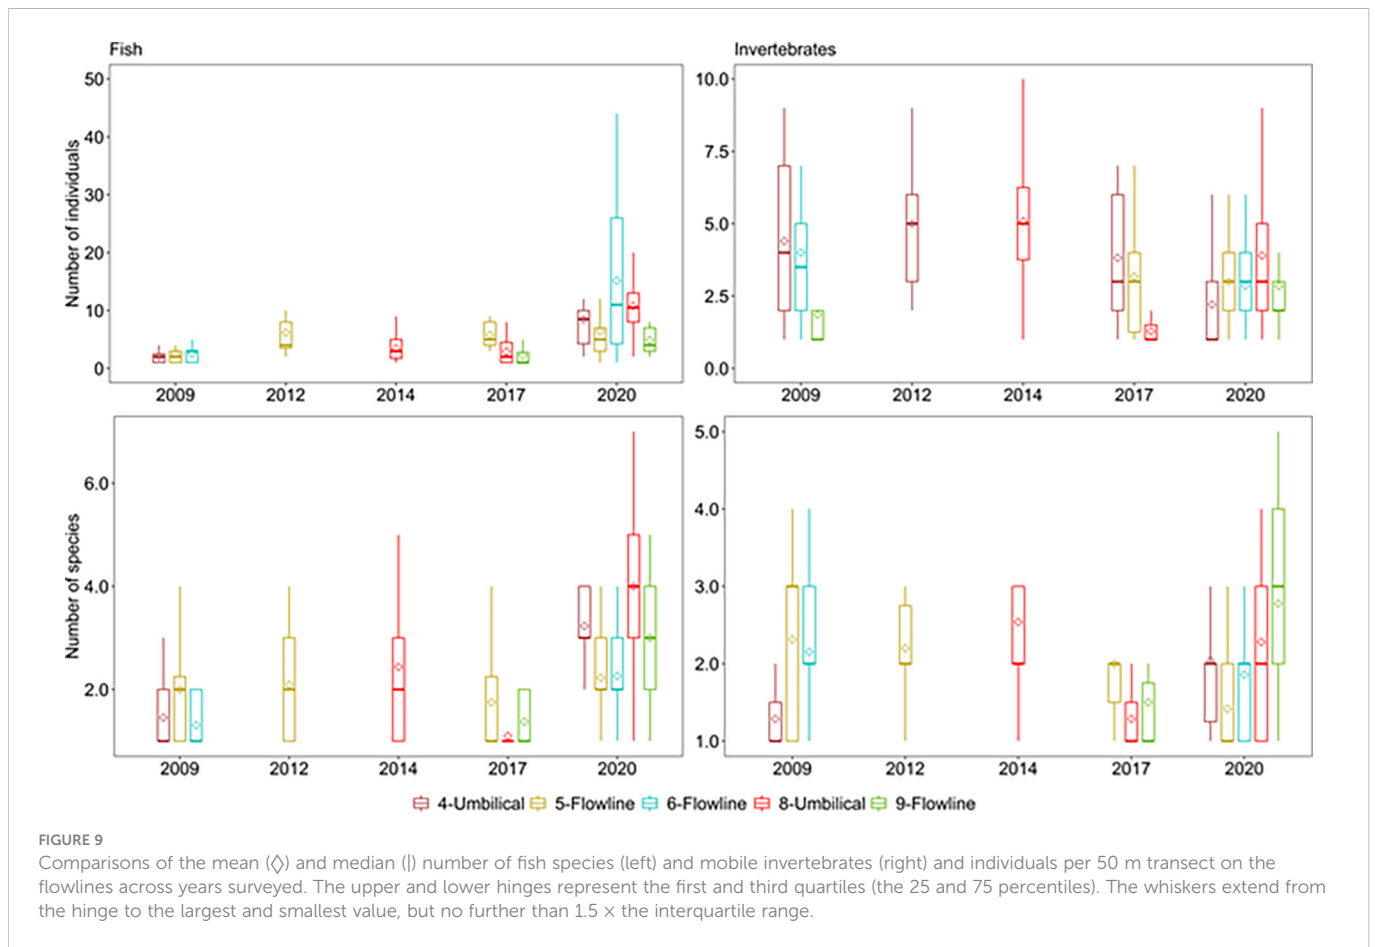 Fish
Invertebrates
Number of individuals
50
40
30
20
10
0
2009 2012 2014 2017 2020
10.0
7.5
5.0
2.5
0.0
2009 2012 2014 2017 2020
Number of species
6.0
4.0
2.0
2009 2012 2014 2017 2020
5.0
4.0
3.0
2.0
1.0
2009 2012 2014 2017 2020
4-Umbilical 5-Flowline 6-Flowline 8-Umbilical 9-Flowline
FIGURE 9
Comparisons of the mean (◇) and median (|) number of fish species (left) and mobile invertebrates (right) and individuals per 50 m transect on the
flowlines across years surveyed. The upper and lower hinges represent the first and third quartiles (the 25 and 75 percentiles). The whiskers extend from
the hinge to the largest and smallest value, but no further than 1.5 × the interquartile range.